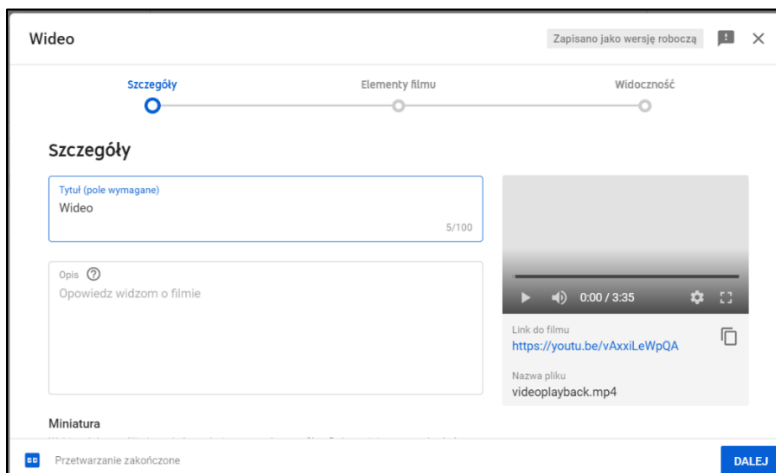 Wideo
Zapisano jako wersję roboczą
Szczegóły
Elementy filmu
Widoczność
Szczegóły
Tytuł (pole wymagane)
Wideo
5/100
Opis
Opowiedz widzom o filmie
0:00 / 3:35
Link do filmu
https://youtu.be/vAxxiLeWpQA
Nazwa pliku
videoplayback.mp4
Miniatura
Przetwarzanie zakończone
DALEJ